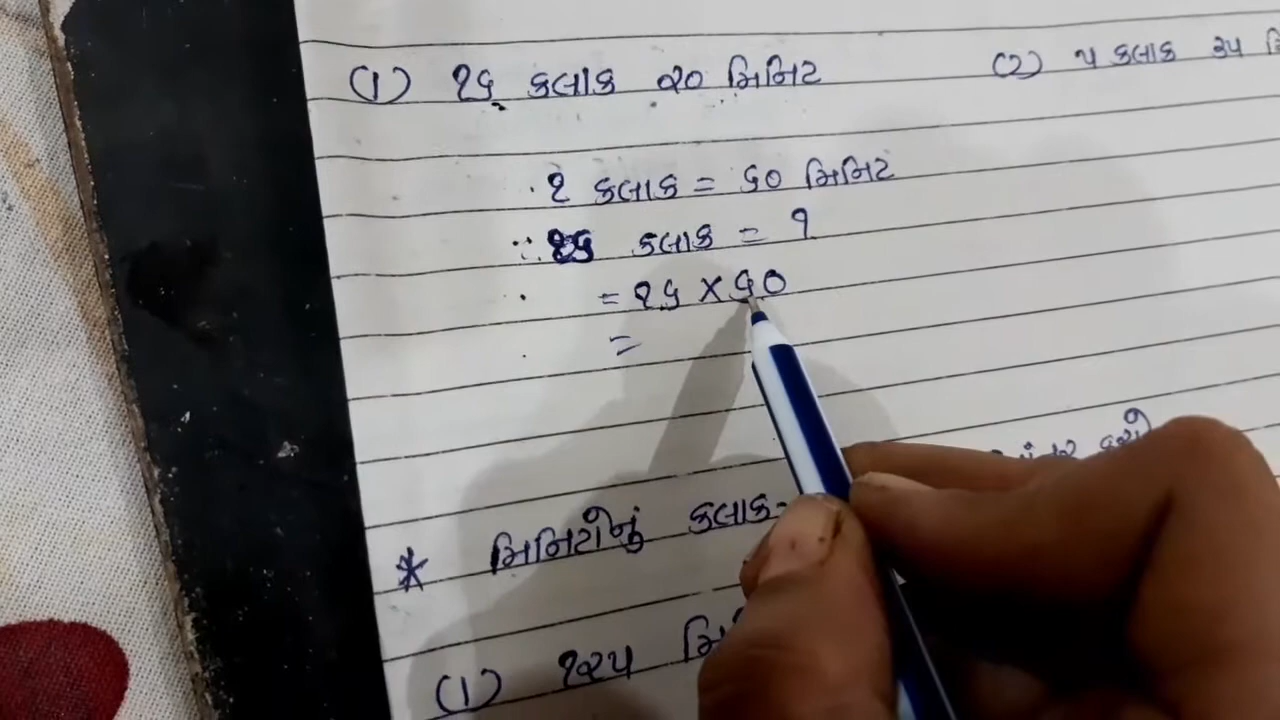 (1) ૧૬ કલાક ૨૦ મિનિટ (2) ૫ કલાક ૩૫
૧ કલાક = ૬૦ મિનિટ
∴ ૧૬ કલાક = ?
= ૧૬ × ૬૦
=
* મિનિટોનું કલાક-
(1) ૧૨૫